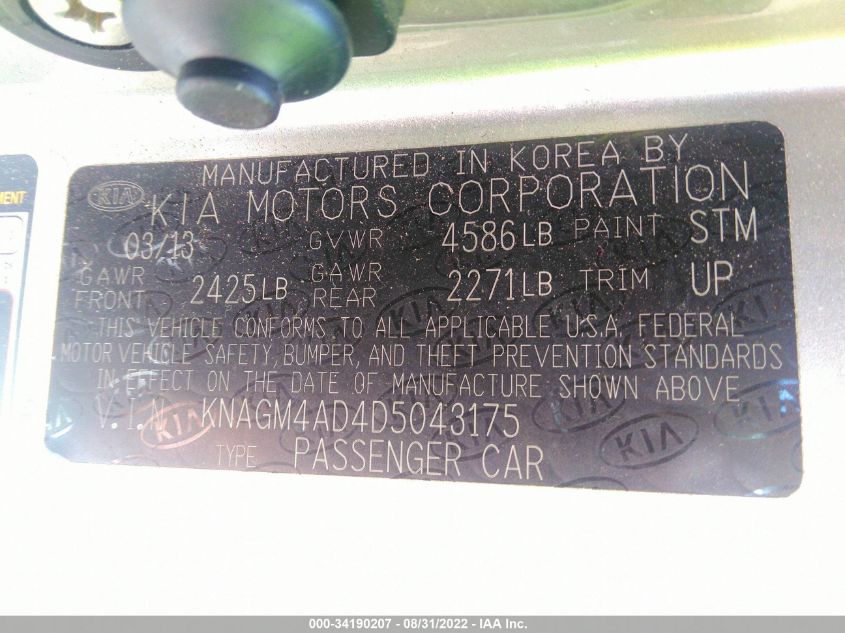 MENT
MANUFACTURED IN KOREA BY
KIA KIA MOTORS CORPORATION
03/13 GVWR 4586LB PAINT STM
GAWR FRONT 2425LB GAWR REAR 2271LB TRIM UP
THIS VEHICLE CONFORMS TO ALL APPLICABLE U.S.A. FEDERAL
MOTOR VEHICLE SAFETY, BUMPER, AND THEFT PREVENTION STANDARDS
IN EFFECT ON THE DATE OF MANUFACTURE SHOWN ABOVE
V.I.N. KNAGM4AD4D5043175
TYPE PASSENGER CAR
000-34190207 - 08/31/2022 - IAA Inc.